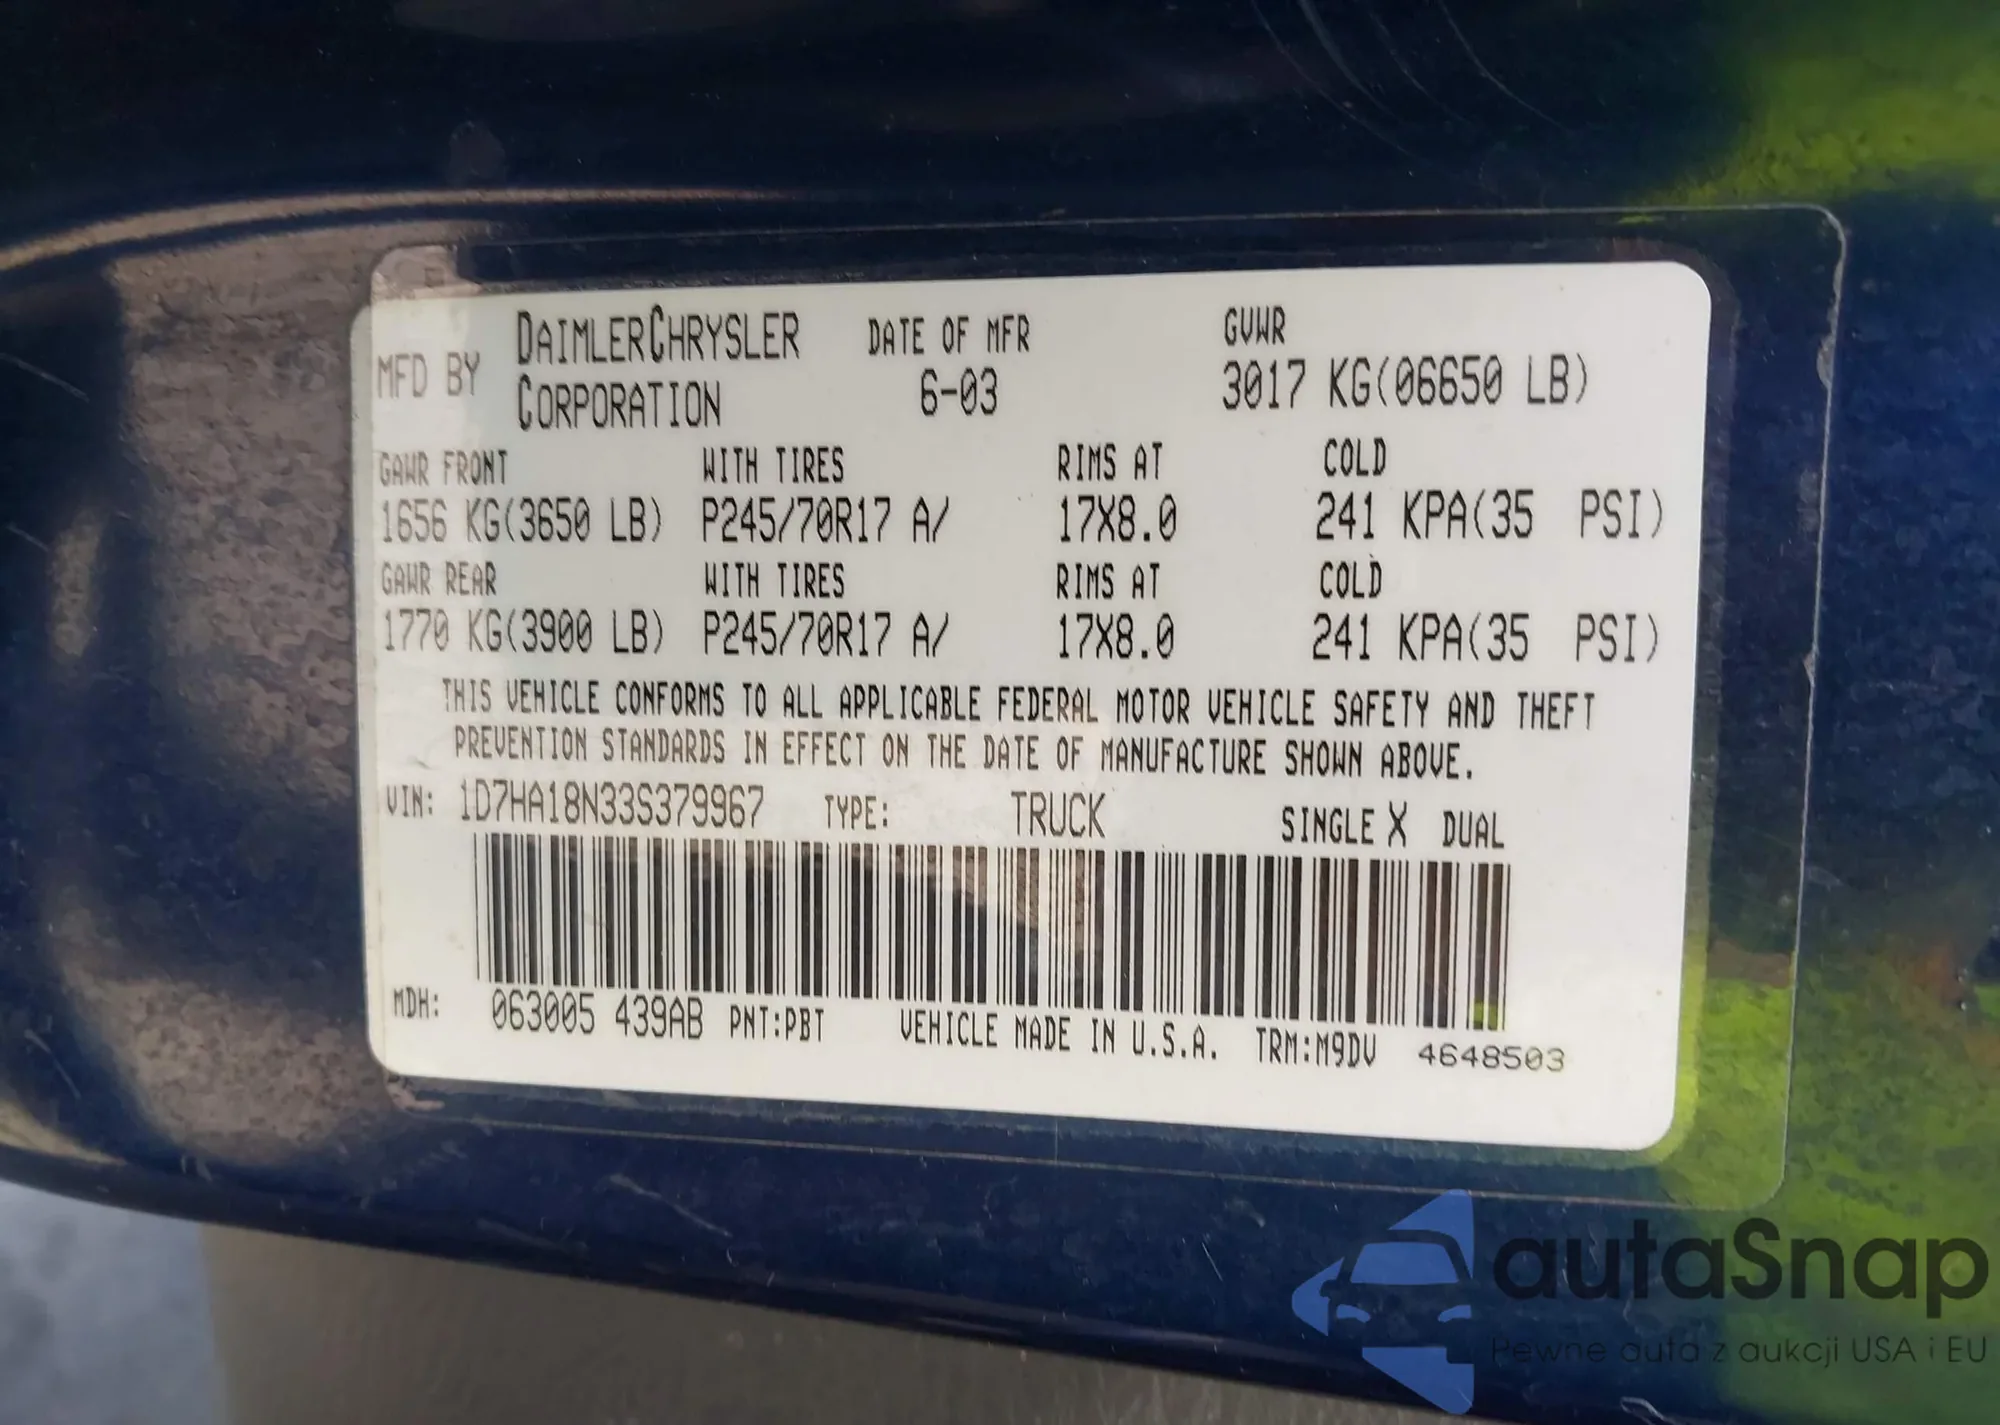 MFD BY DAIMLERCHRYSLER CORPORATION DATE OF MFR 6-03 GVWR 3017 KG(06650 LB)
GAWR FRONT WITH TIRES RIMS AT COLD
1656 KG(3650 LB) P245/70R17 A/ 17X8.0 241 KPA(35 PSI)
GAWR REAR WITH TIRES RIMS AT COLD
1770 KG(3900 LB) P245/70R17 A/ 17X8.0 241 KPA(35 PSI)
THIS VEHICLE CONFORMS TO ALL APPLICABLE FEDERAL MOTOR VEHICLE SAFETY AND THEFT
PREVENTION STANDARDS IN EFFECT ON THE DATE OF MANUFACTURE SHOWN ABOVE.
VIN: 1D7HA18N33S379967 TYPE: TRUCK SINGLE X DUAL
MDH: 063005 439AB PNT:PBT VEHICLE MADE IN U.S.A. TRM:M9DV 4648503
autaSnap
Pewne auta z aukcji USA i EU